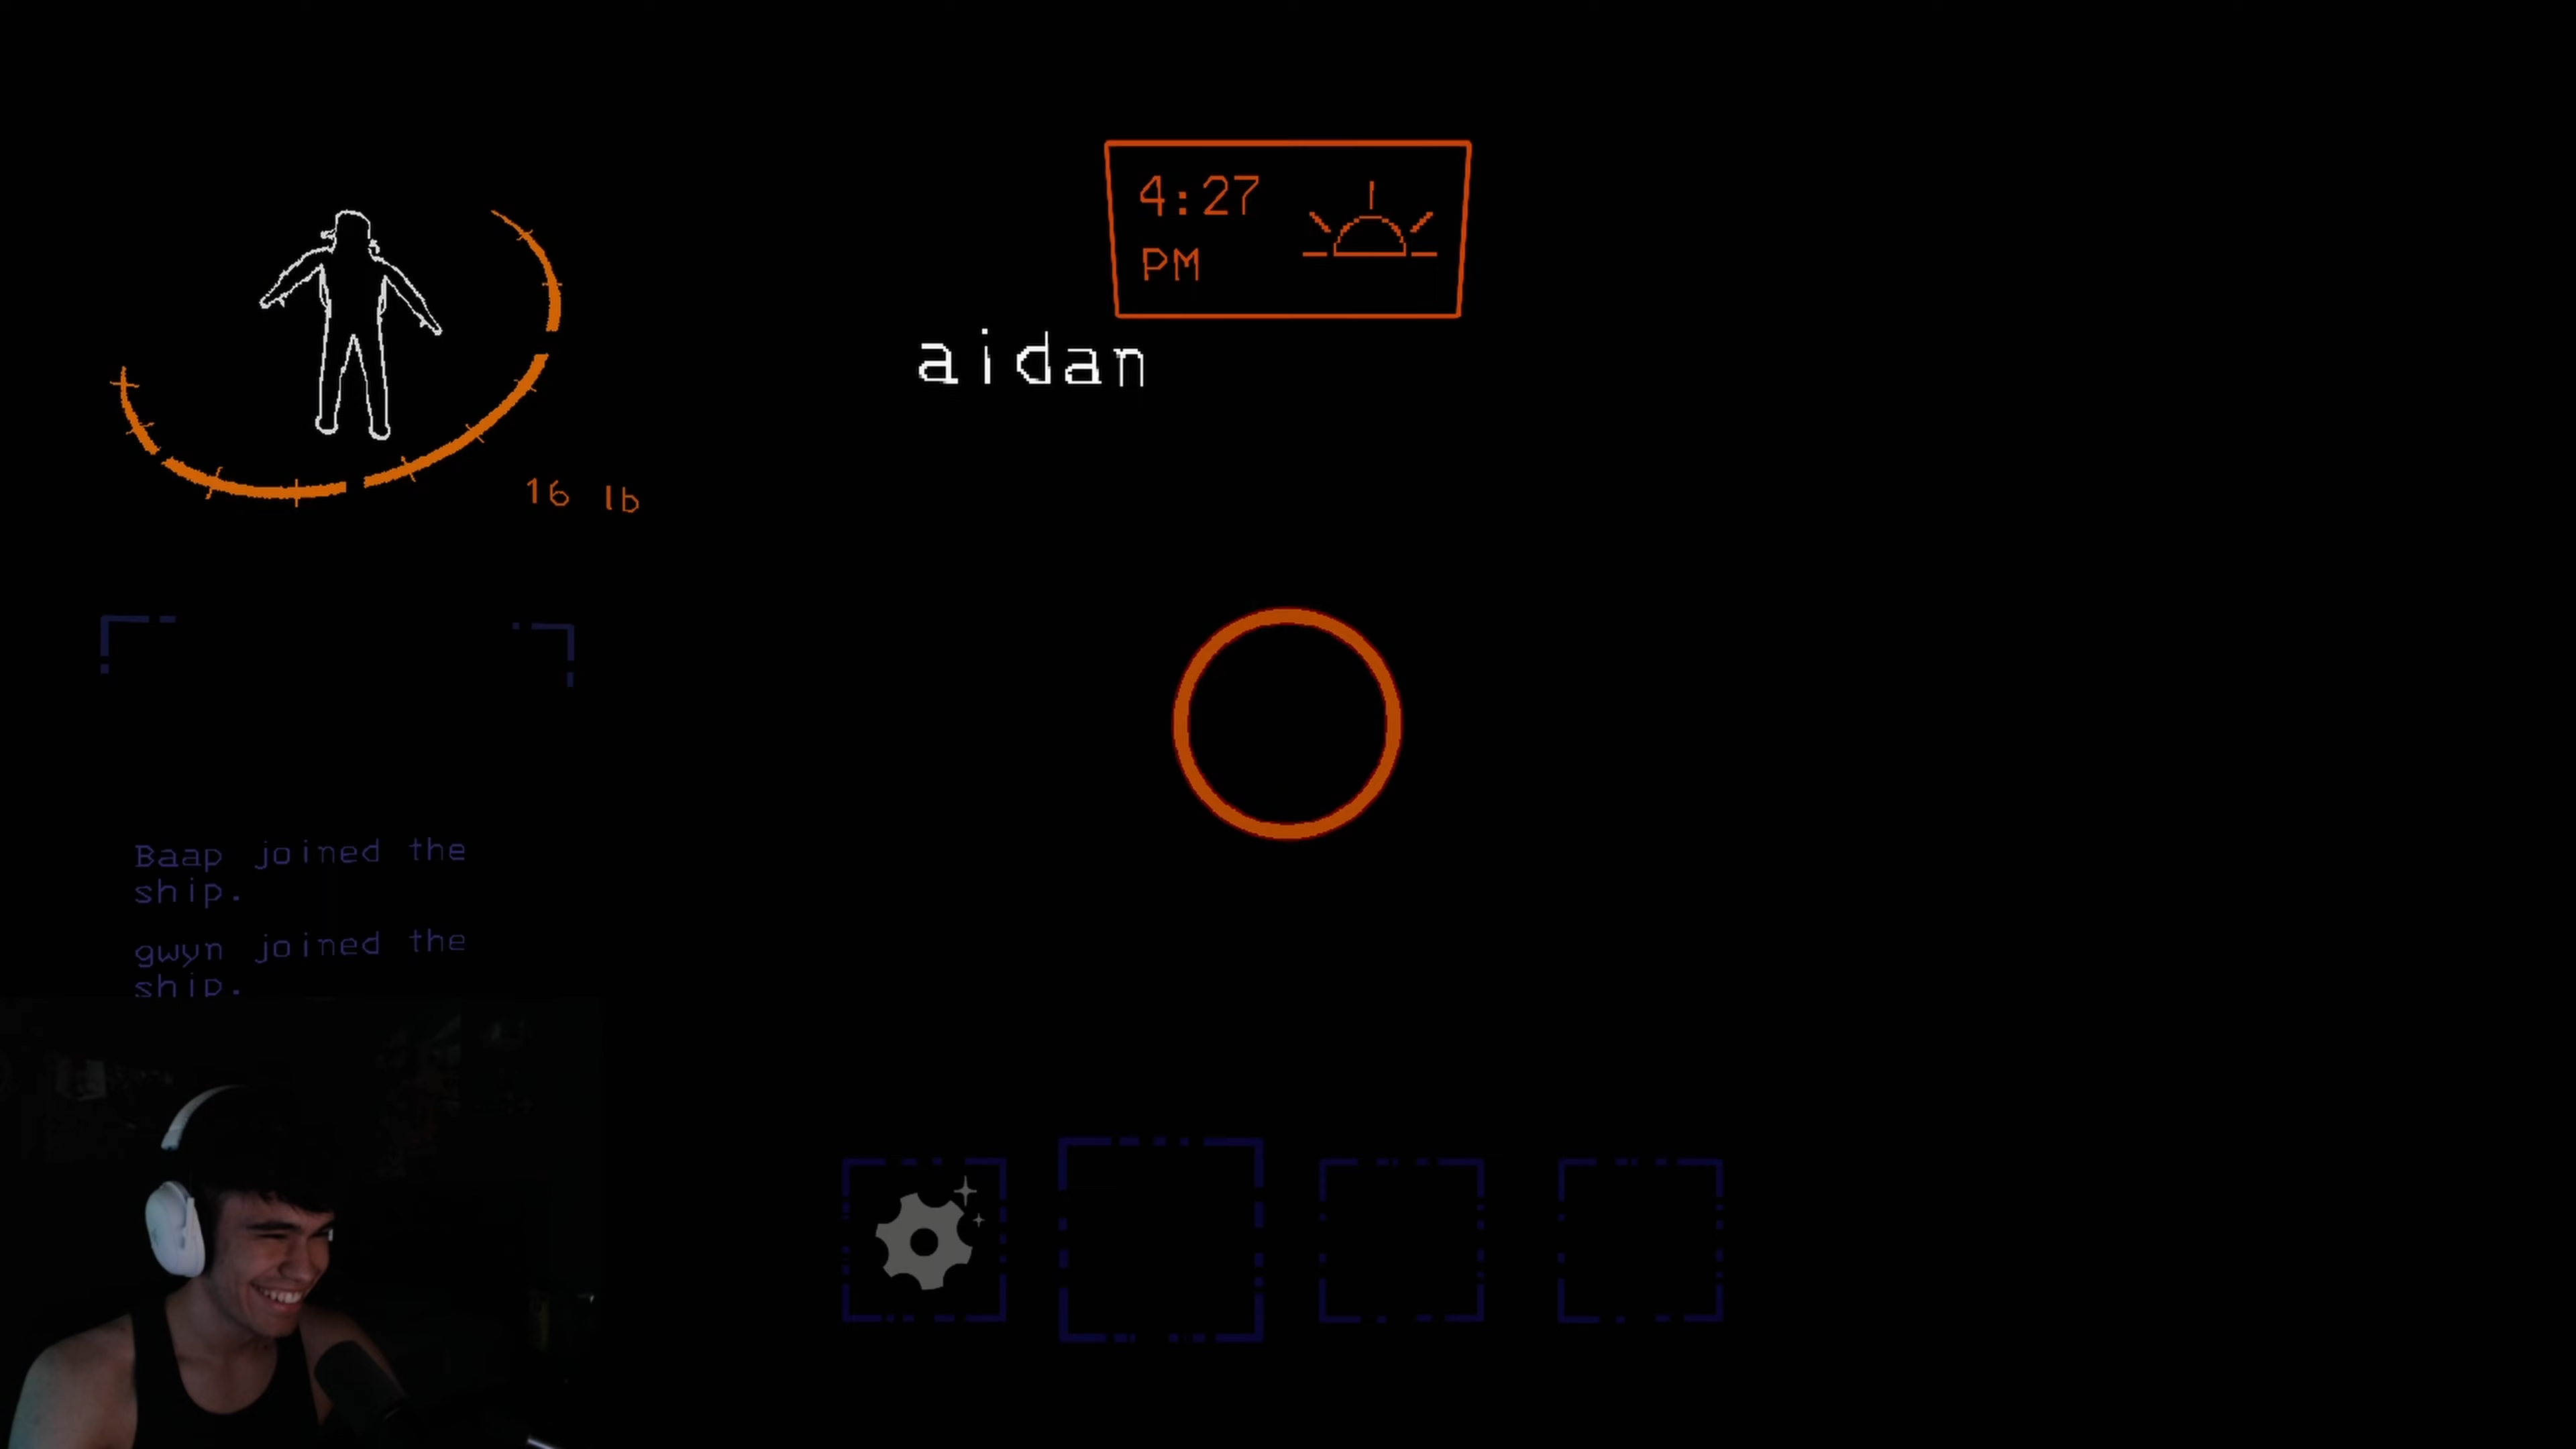 4:27
PM
aidan
16 lb
Baap joined the
ship.
gwyn joined the
ship.